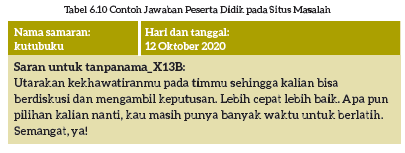 Tabel 6.10 Contoh Jawaban Peserta Didik pada Situs Masalah
Nama samaran:
kutubuku
Hari dan tanggal:
12 Oktober 2020
Saran untuk tanpanama_X13B:
Utarakan kekhawatiranmu pada timmu sehingga kalian bisa
berdiskusi dan mengambil keputusan. Lebih cepat lebih baik. Apa pun
pilihan kalian nanti, kau masih punya banyak waktu untuk berlatih.
Semangat, ya!